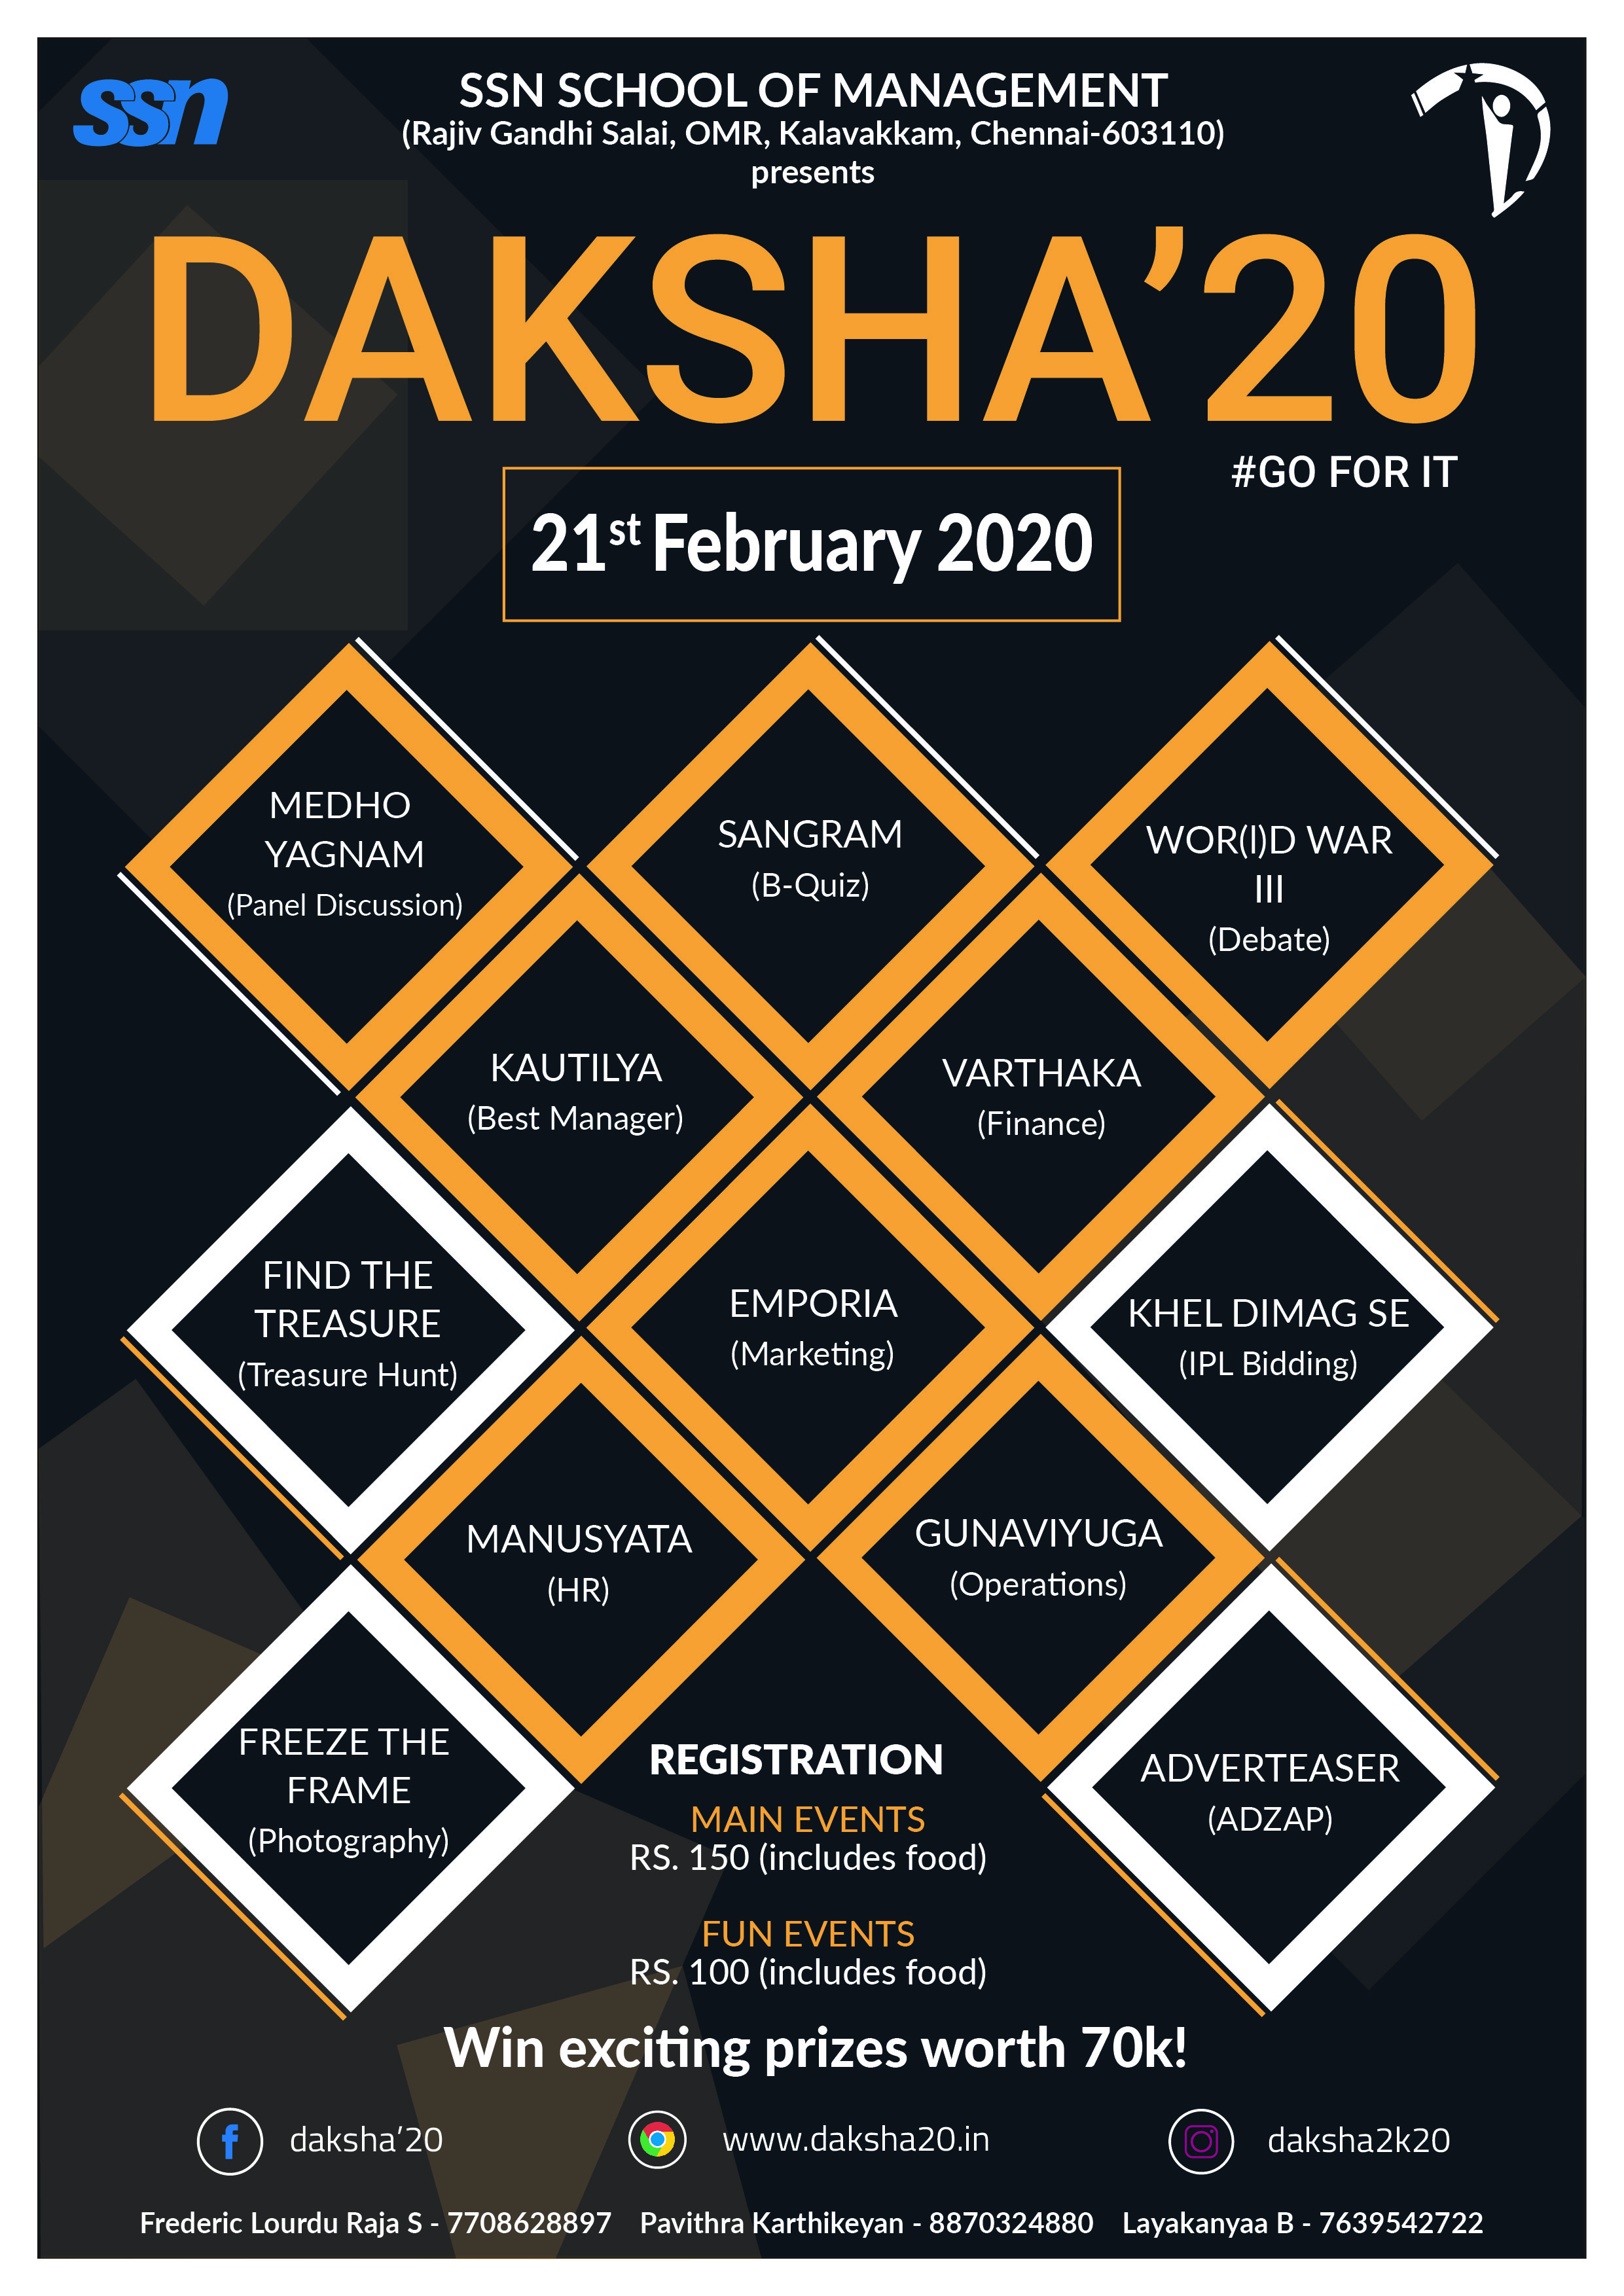 ssn
SSN SCHOOL OF MANAGEMENT
(Rajiv Gandhi Salai, OMR, Kalavakkam, Chennai-603110)
presents
DAKSHA’20
#GO FOR IT
21st February 2020
MEDHO
YAGNAM
(Panel Discussion)
SANGRAM
(B-Quiz)
WOR(l)D WAR
III
(Debate)
KAUTILYA
(Best Manager)
VARTHAKA
(Finance)
FIND THE
TREASURE
(Treasure Hunt)
EMPORIA
(Marketing)
KHEL DIMAG SE
(IPL Bidding)
MANUSYATA
(HR)
GUNAVIYUGA
(Operations)
FREEZE THE
FRAME
(Photography)
ADVERTEASER
(ADZAP)
REGISTRATION
MAIN EVENTS
RS. 150 (includes food)
FUN EVENTS
RS. 100 (includes food)
Win exciting prizes worth 70k!
daksha’20
www.daksha20.in
daksha2k20
Frederic Lourdu Raja S - 7708628897 Pavithra Karthikeyan - 8870324880 Layakanyaa B - 7639542722